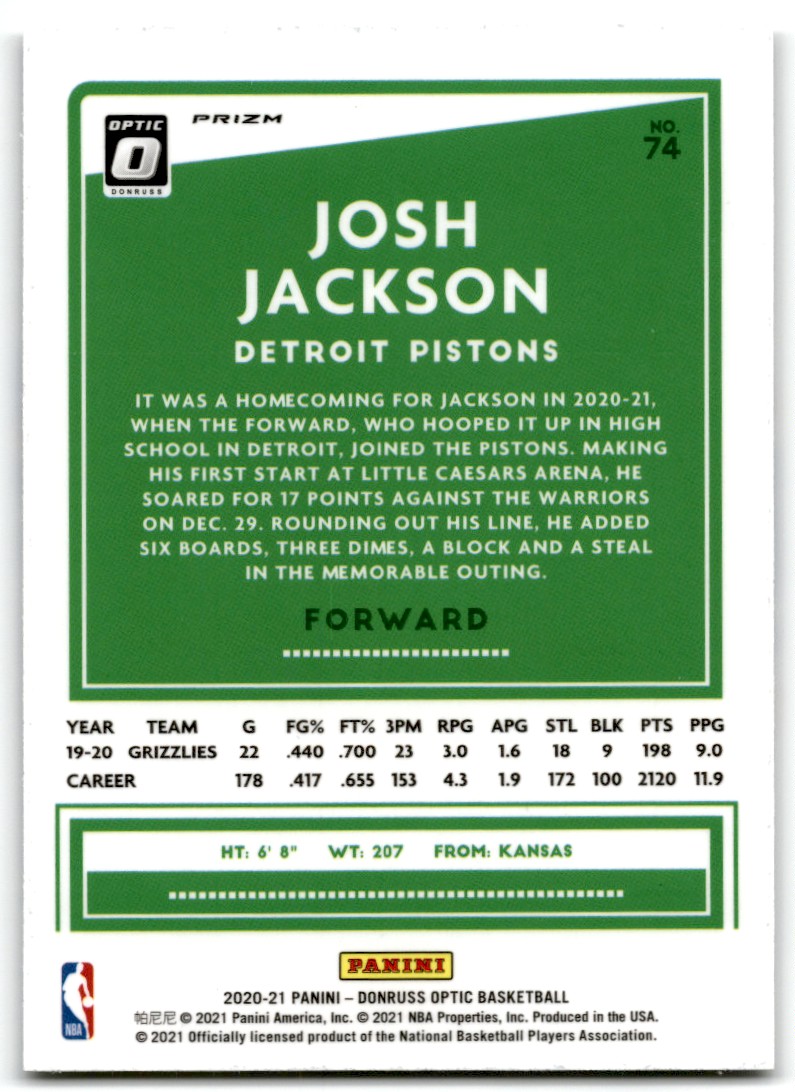 OPTIC
O
DONRUSS
PRIZM
NO.
74
JOSH
JACKSON
DETROIT PISTONS
IT WAS A HOMECOMING FOR JACKSON IN 2020-21,
WHEN THE FORWARD, WHO HOOPED IT UP IN HIGH
SCHOOL IN DETROIT, JOINED THE PISTONS. MAKING
HIS FIRST START AT LITTLE CAESARS ARENA, HE
SOARED FOR 17 POINTS AGAINST THE WARRIORS
ON DEC. 29. ROUNDING OUT HIS LINE, HE ADDED
SIX BOARDS, THREE DIMES, A BLOCK AND A STEAL
IN THE MEMORABLE OUTING.
FORWARD
YEAR TEAM G FG% FT% 3PM RPG APG STL BLK PTS PPG
19-20 GRIZZLIES 22 .440 .700 23 3.0 1.6 18 9 198 9.0
CAREER 178 .417 .655 153 4.3 1.9 172 100 2120 11.9
HT: 6' 8" WT: 207 FROM: KANSAS
PANINI
NBA
2020-21 PANINI – DONRUSS OPTIC BASKETBALL
帕尼尼 © 2021 Panini America, Inc. © 2021 NBA Properties, Inc. Produced in the USA.
© 2021 Officially licensed product of the National Basketball Players Association.